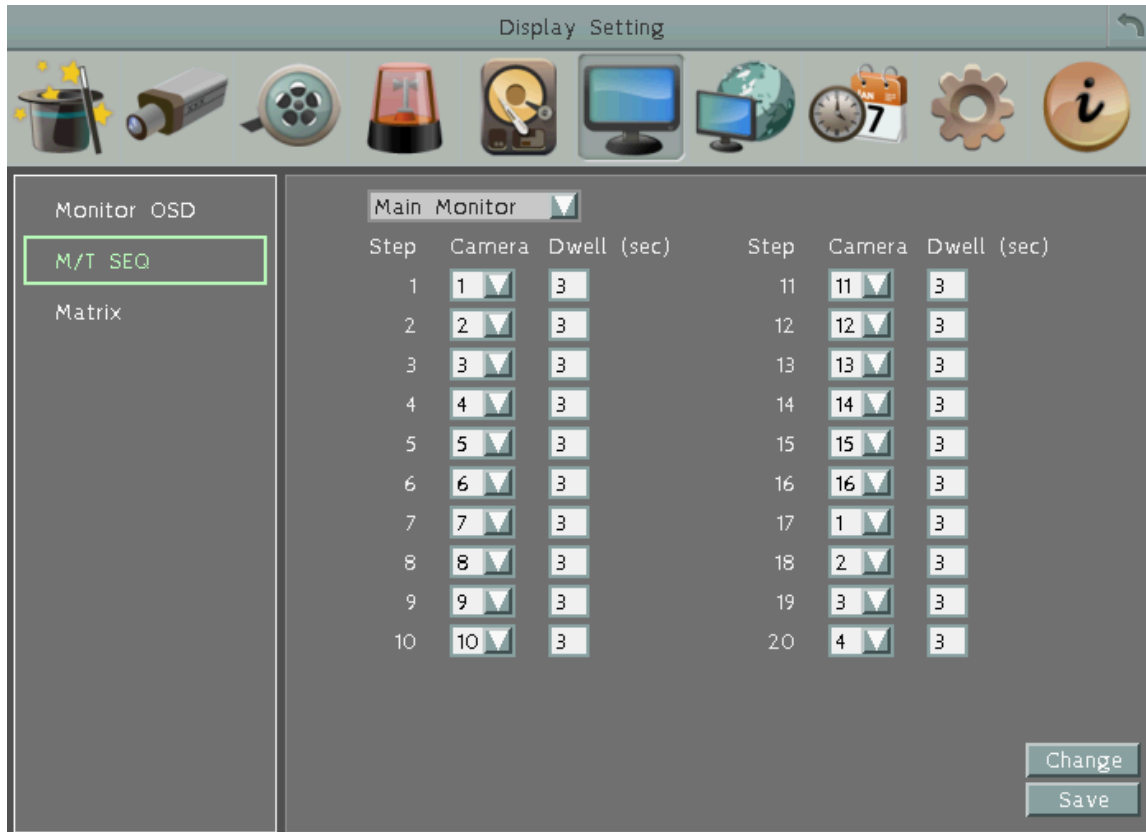 Display Setting
JAN
7
i
Monitor OSD
M/T SEQ
Matrix
Main Monitor
Step Camera Dwell (sec) Step Camera Dwell (sec)
1 1 3 11 11 3
2 2 3 12 12 3
3 3 3 13 13 3
4 4 3 14 14 3
5 5 3 15 15 3
6 6 3 16 16 3
7 7 3 17 1 3
8 8 3 18 2 3
9 9 3 19 3 3
10 10 3 20 4 3
Change
Save